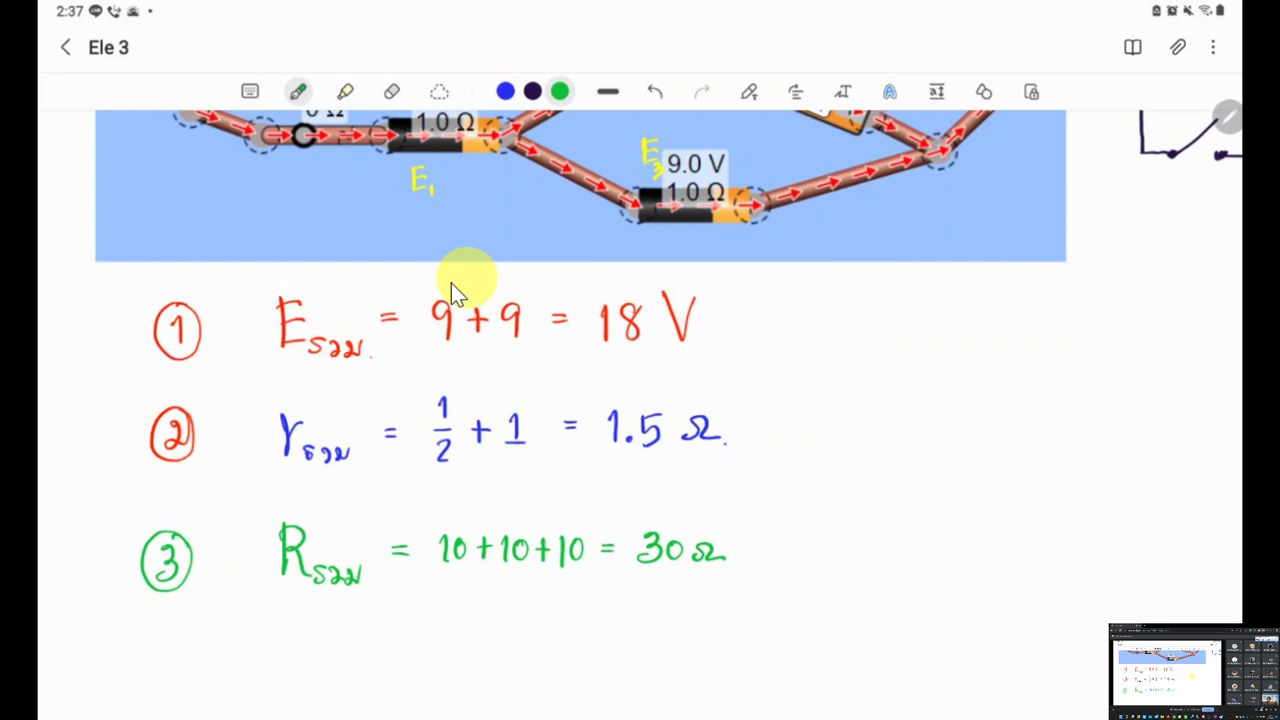 2:37
Ele 3
0 Ω
1.0 Ω
E₁
E₃
9.0 V
1.0 Ω
① Eรวม. = 9 + 9 = 18 V
② rรวม = 1/2 + 1 = 1.5 Ω.
③ Rรวม = 10+10+10 = 30 Ω